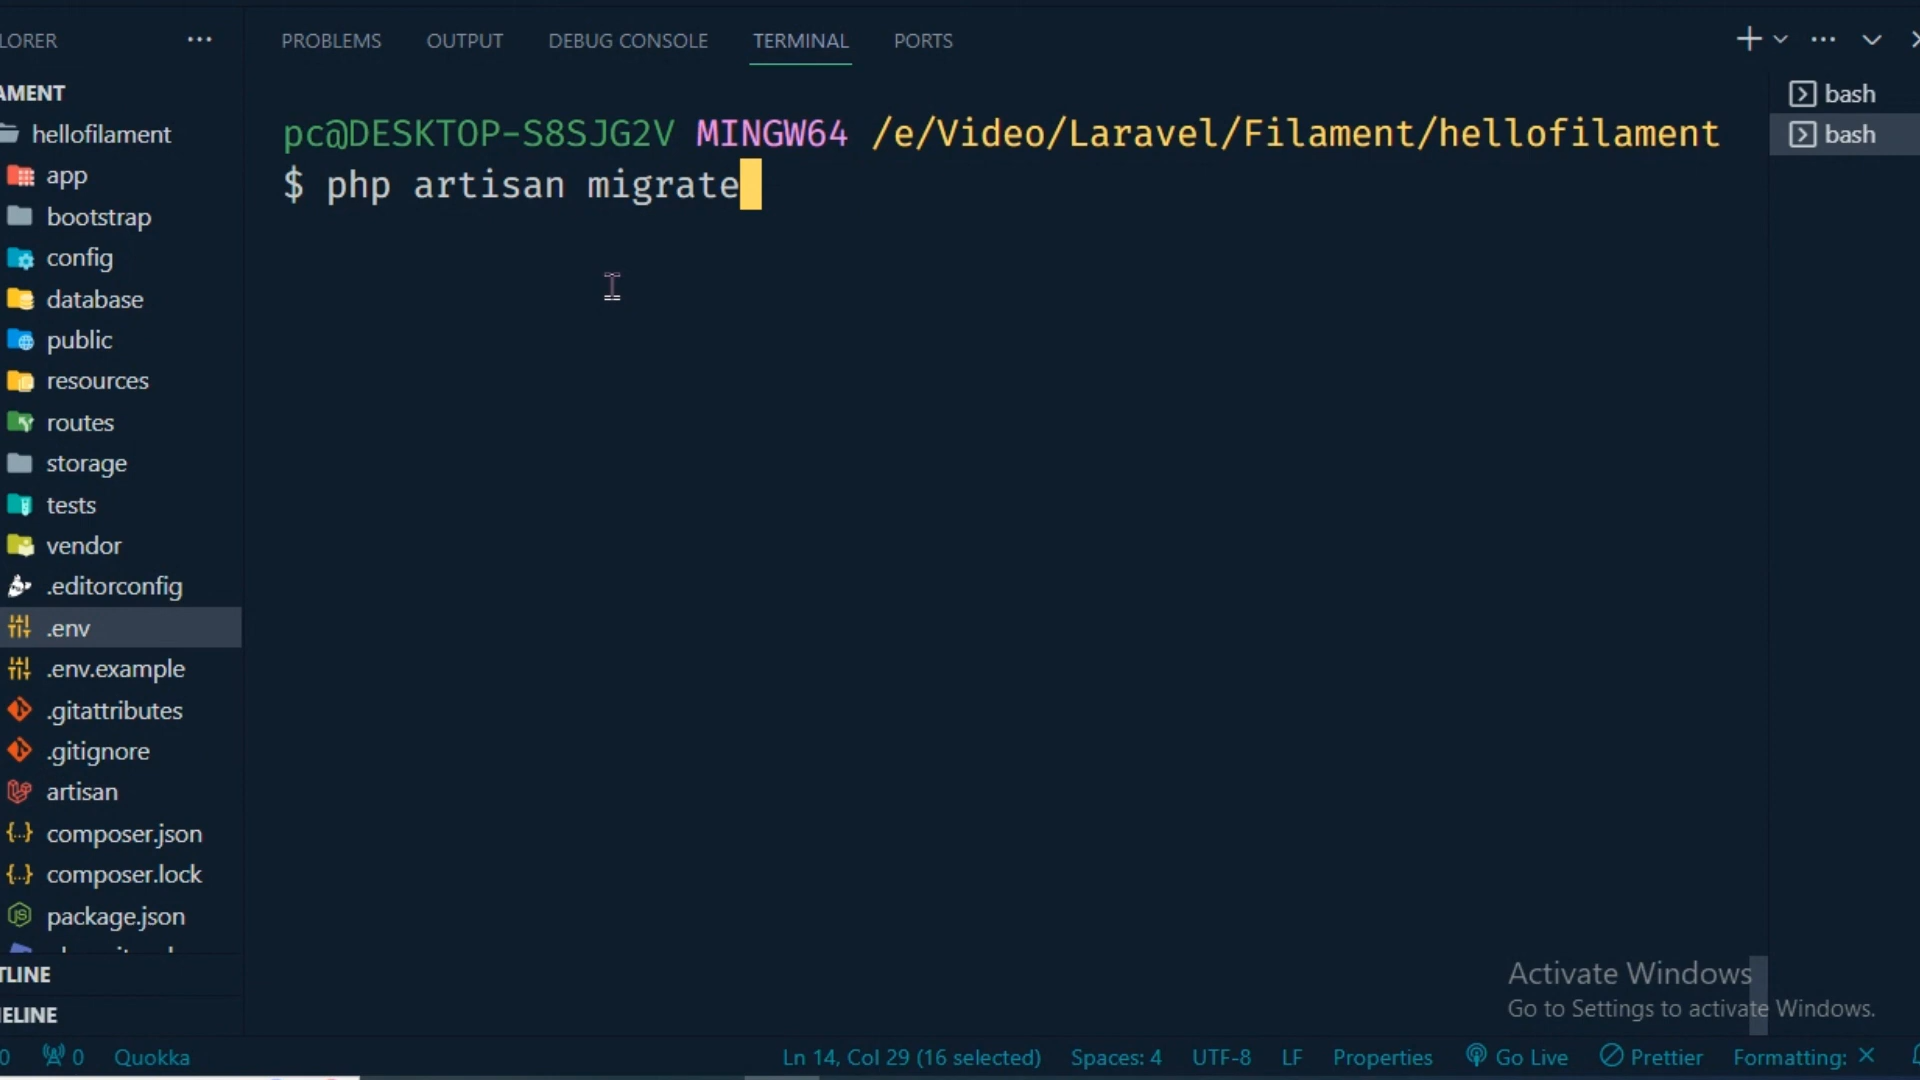 LORER
PROBLEMS OUTPUT DEBUG CONSOLE TERMINAL PORTS
AMENT
hellofilament
app
bootstrap
config
database
public
resources
routes
storage
tests
vendor
.editorconfig
.env
.env.example
.gitattributes
.gitignore
artisan
composer.json
composer.lock
package.json
TLINE
ELINE
pc@DESKTOP-S8SJG2V MINGW64 /e/Video/Laravel/Filament/hellofilament
$ php artisan migrate
bash
bash
Activate Windows
Go to Settings to activate Windows.
0 0 Quokka Ln 14, Col 29 (16 selected) Spaces: 4 UTF-8 LF Properties Go Live Prettier Formatting: ×